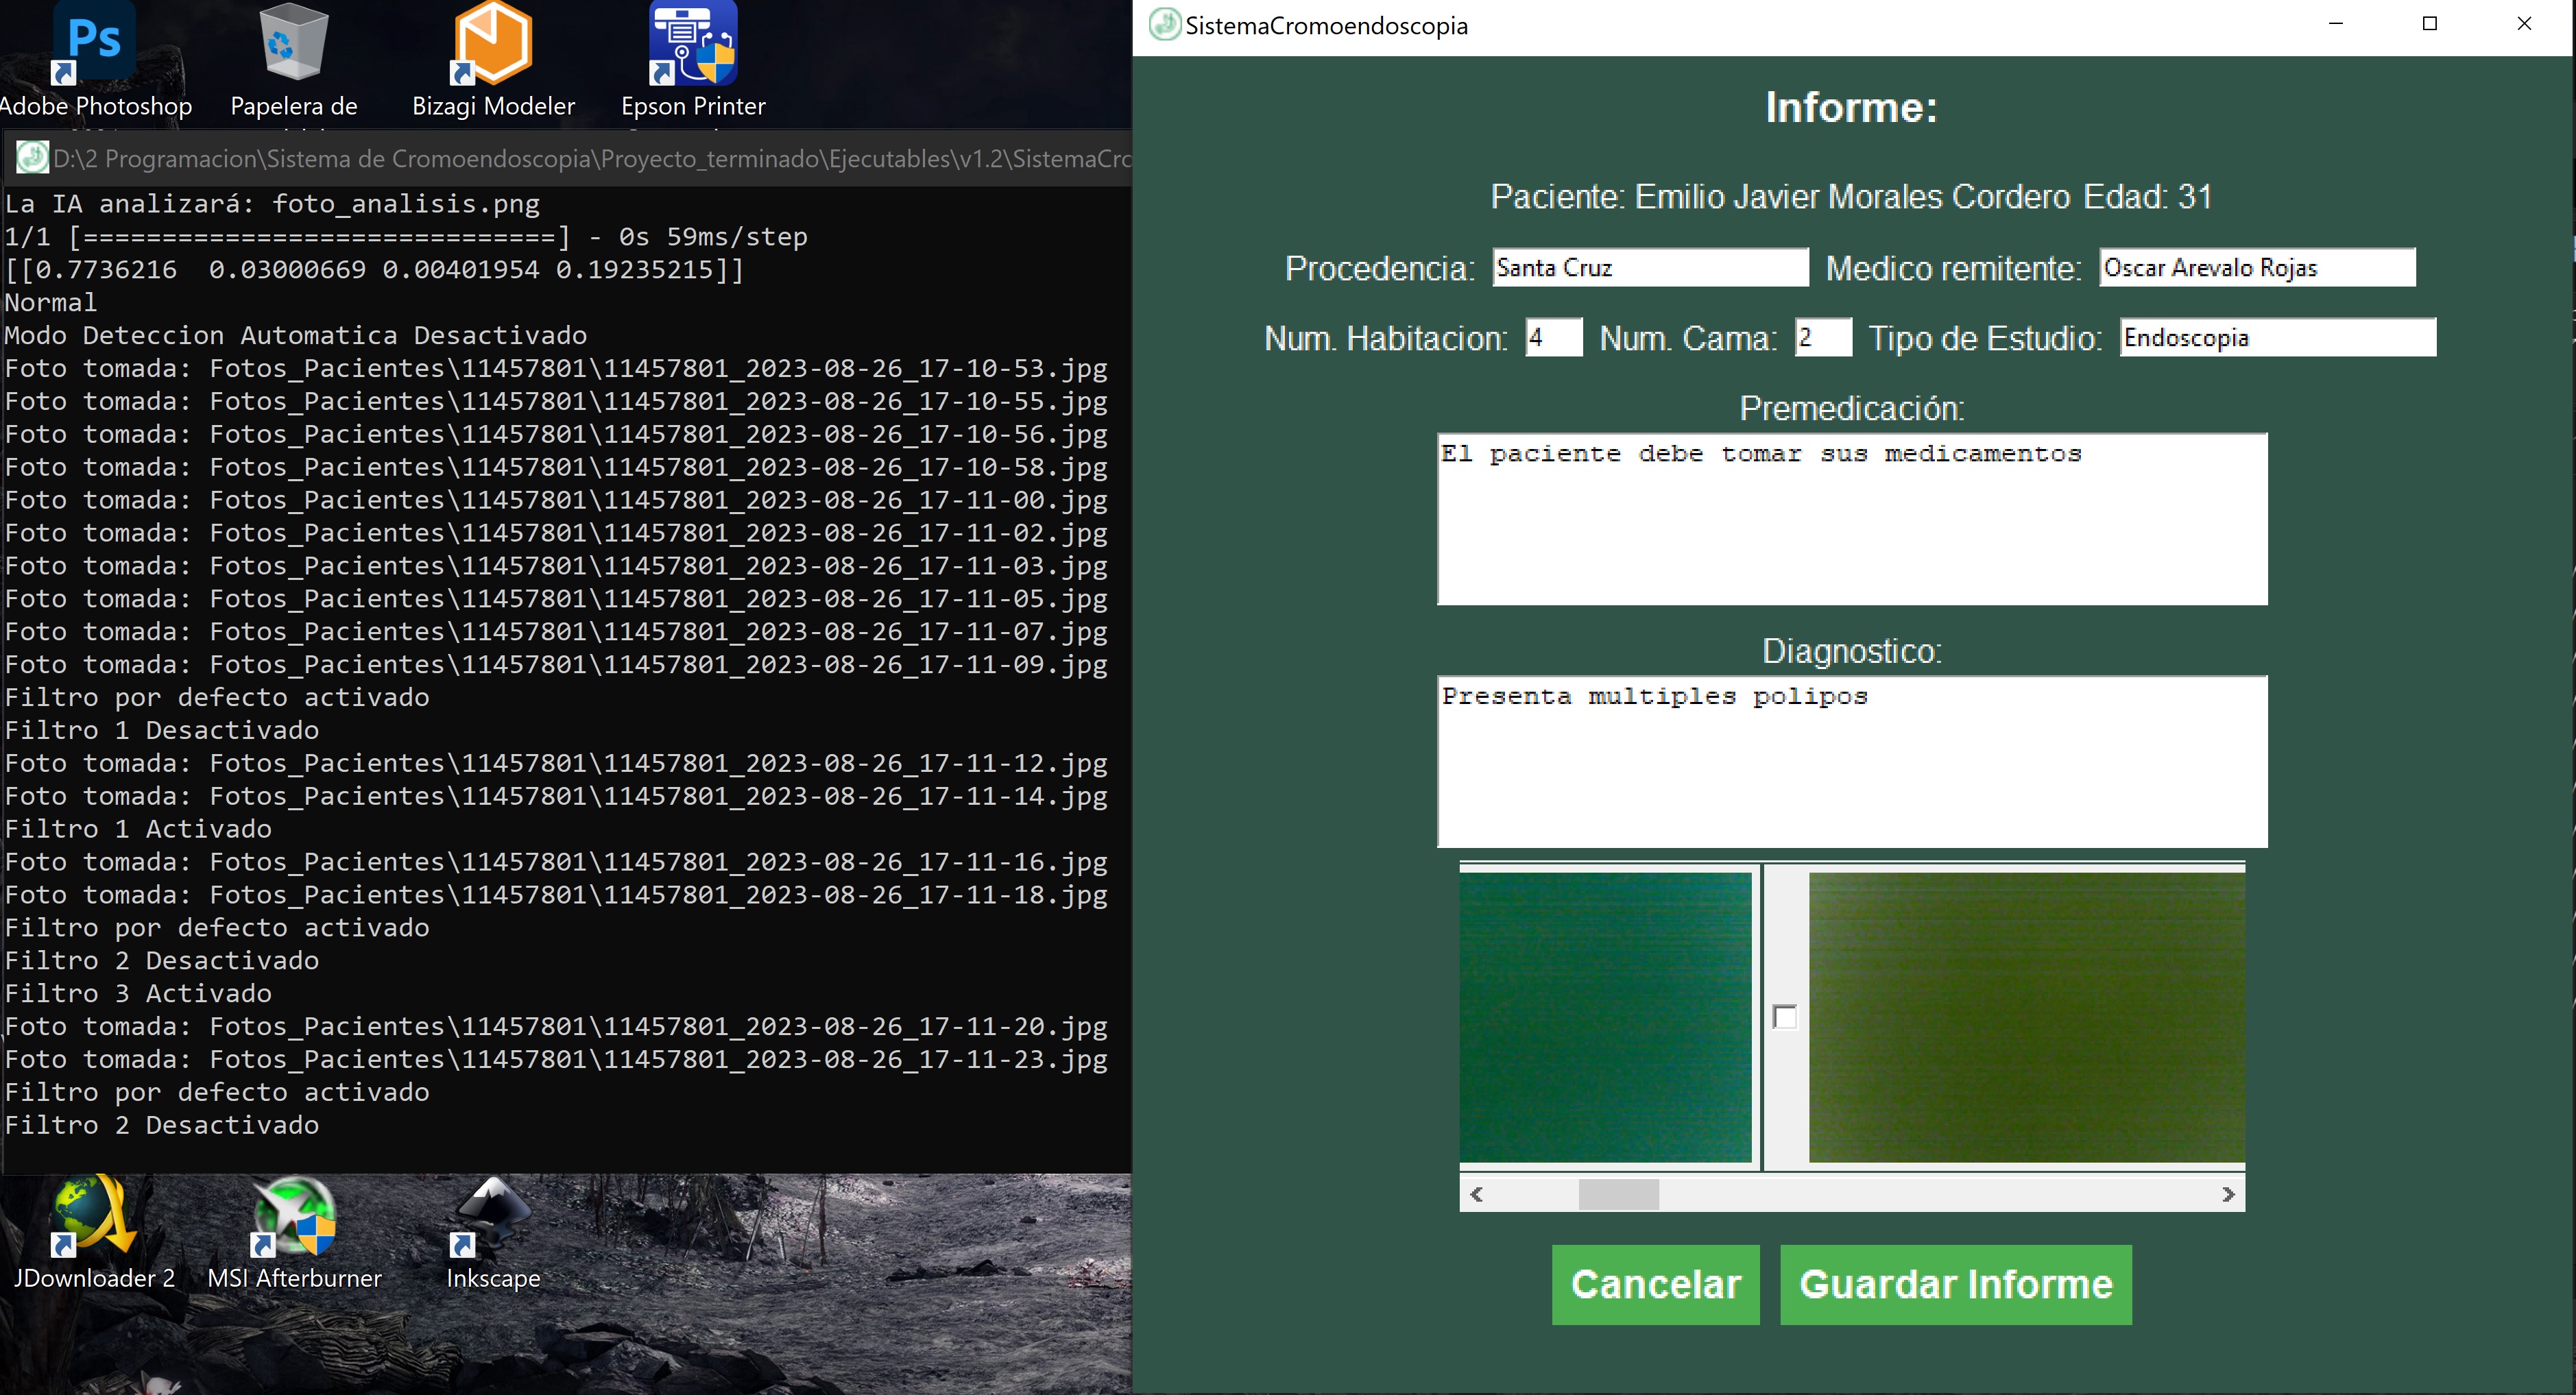 Ps
Adobe Photoshop
Papelera de
Bizagi Modeler
Epson Printer
D:\2 Programacion\Sistema de Cromoendoscopia\Proyecto_terminado\Ejecutables\v1.2\SistemaCrc
La IA analizará: foto_analisis.png
1/1 [==============================] - 0s 59ms/step
[[0.7736216  0.03000669 0.00401954 0.19235215]]
Normal
Modo Deteccion Automatica Desactivado
Foto tomada: Fotos_Pacientes\11457801\11457801_2023-08-26_17-10-53.jpg
Foto tomada: Fotos_Pacientes\11457801\11457801_2023-08-26_17-10-55.jpg
Foto tomada: Fotos_Pacientes\11457801\11457801_2023-08-26_17-10-56.jpg
Foto tomada: Fotos_Pacientes\11457801\11457801_2023-08-26_17-10-58.jpg
Foto tomada: Fotos_Pacientes\11457801\11457801_2023-08-26_17-11-00.jpg
Foto tomada: Fotos_Pacientes\11457801\11457801_2023-08-26_17-11-02.jpg
Foto tomada: Fotos_Pacientes\11457801\11457801_2023-08-26_17-11-03.jpg
Foto tomada: Fotos_Pacientes\11457801\11457801_2023-08-26_17-11-05.jpg
Foto tomada: Fotos_Pacientes\11457801\11457801_2023-08-26_17-11-07.jpg
Foto tomada: Fotos_Pacientes\11457801\11457801_2023-08-26_17-11-09.jpg
Filtro por defecto activado
Filtro 1 Desactivado
Foto tomada: Fotos_Pacientes\11457801\11457801_2023-08-26_17-11-12.jpg
Foto tomada: Fotos_Pacientes\11457801\11457801_2023-08-26_17-11-14.jpg
Filtro 1 Activado
Foto tomada: Fotos_Pacientes\11457801\11457801_2023-08-26_17-11-16.jpg
Foto tomada: Fotos_Pacientes\11457801\11457801_2023-08-26_17-11-18.jpg
Filtro por defecto activado
Filtro 2 Desactivado
Filtro 3 Activado
Foto tomada: Fotos_Pacientes\11457801\11457801_2023-08-26_17-11-20.jpg
Foto tomada: Fotos_Pacientes\11457801\11457801_2023-08-26_17-11-23.jpg
Filtro por defecto activado
Filtro 2 Desactivado
JDownloader 2
MSI Afterburner
Inkscape
SistemaCromoendoscopia
Informe:
Paciente: Emilio Javier Morales Cordero Edad: 31
Procedencia: Santa Cruz Medico remitente: Oscar Arevalo Rojas
Num. Habitacion: 4 Num. Cama: 2 Tipo de Estudio: Endoscopia
Premedicación:
El paciente debe tomar sus medicamentos
Diagnostico:
Presenta multiples polipos
Cancelar Guardar Informe